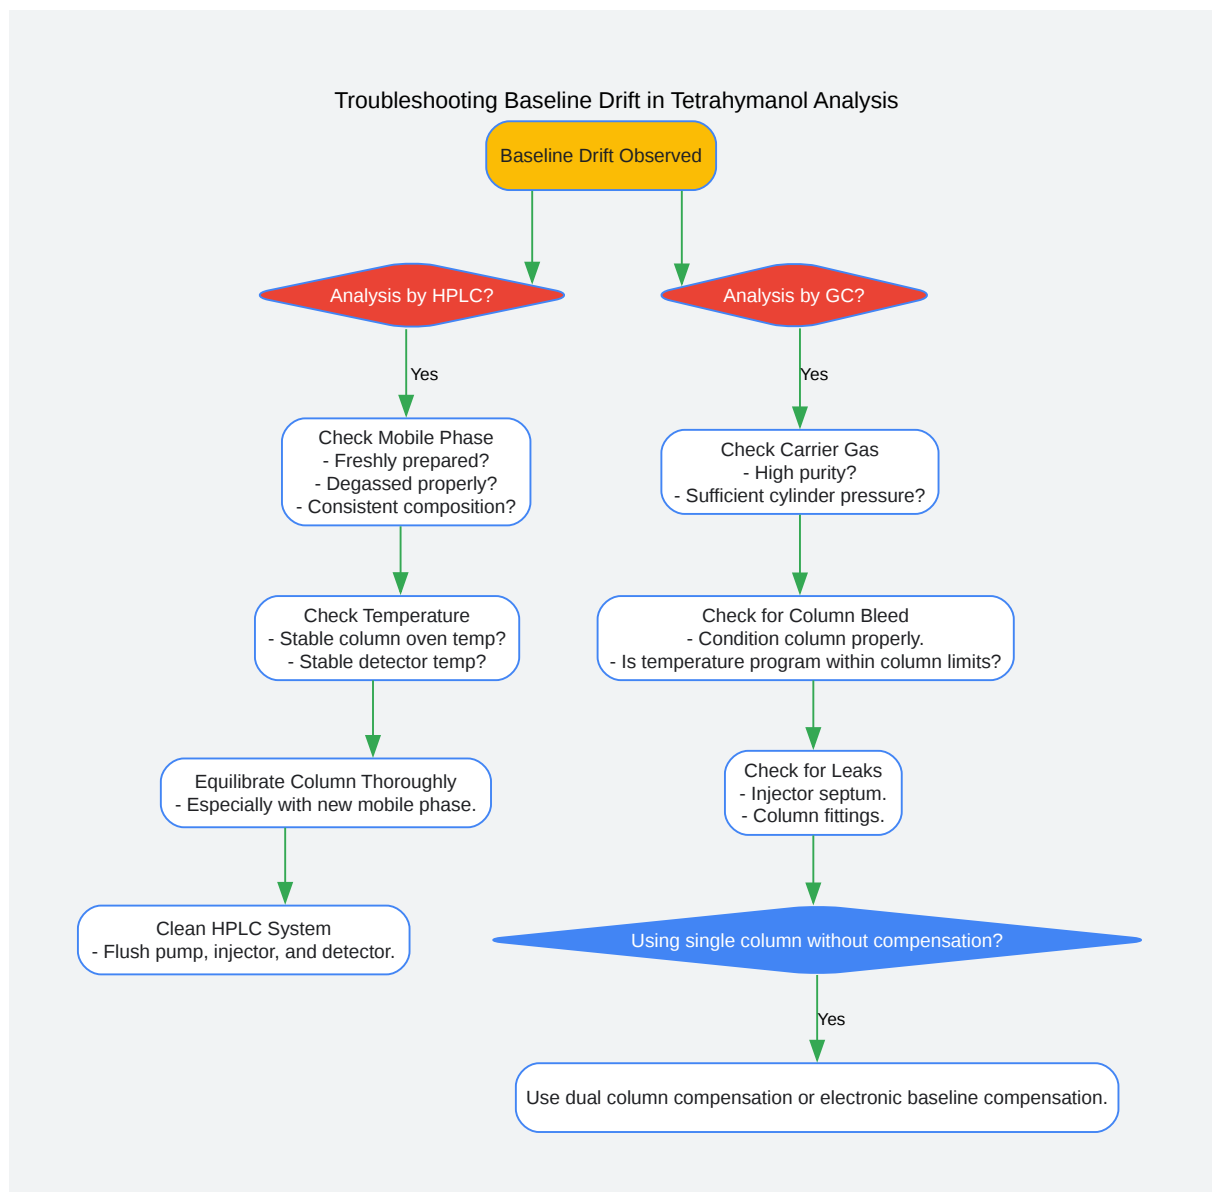 Troubleshooting Baseline Drift in Tetrahymanol Analysis
Baseline Drift Observed
Analysis by HPLC?
Yes
Check Mobile Phase
- Freshly prepared?
- Degassed properly?
- Consistent composition?
Check Temperature
- Stable column oven temp?
- Stable detector temp?
Equilibrate Column Thoroughly
- Especially with new mobile phase.
Clean HPLC System
- Flush pump, injector, and detector.
Analysis by GC?
Yes
Check Carrier Gas
- High purity?
- Sufficient cylinder pressure?
Check for Column Bleed
- Condition column properly.
- Is temperature program within column limits?
Check for Leaks
- Injector septum.
- Column fittings.
Using single column without compensation?
Yes
Use dual column compensation or electronic baseline compensation.